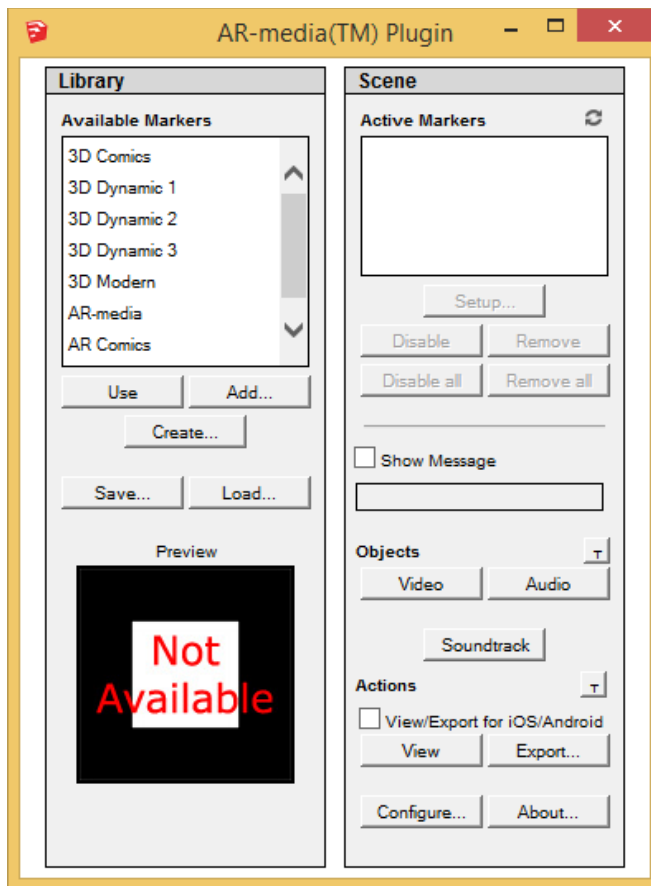 AR-media(TM) Plugin
Library
Available Markers
3D Comics
3D Dynamic 1
3D Dynamic 2
3D Dynamic 3
3D Modern
AR-media
AR Comics
Use
Add...
Create...
Save...
Load...
Preview
Not
Available
Scene
Active Markers
Setup...
Disable
Remove
Disable all
Remove all
Show Message
Objects
T
Video
Audio
Soundtrack
Actions
T
View/Export for iOS/Android
View
Export...
Configure...
About...